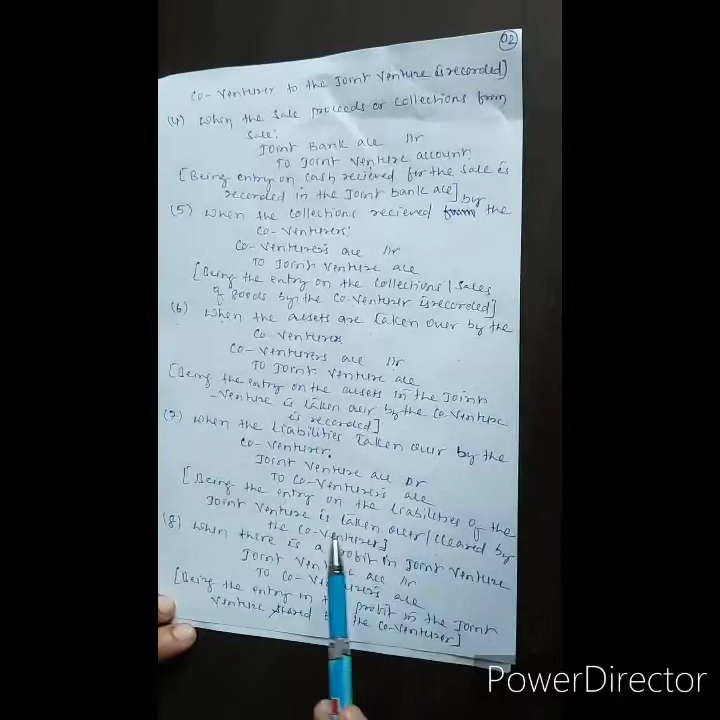 02
Co-Venturer to the Joint Venture is recorded]
(4) When the sale proceeds or collections from
sale:
Joint Bank a/c Dr
To Joint Venture account.
[Being entry on cash recieved for the sale is
recorded in the Joint bank a/c]
(5) When the collections recieved by the
Co-Venturers:
Co-Venturers a/c Dr
To Joint Venture a/c
[Being the entry on the collections / sales
of goods by the Co-Venturer is recorded]
(6) When the assets are taken over by the
Co-Venturers
Co-Venturers a/c Dr
To Joint Venture a/c
[Being the entry on the assets in the Joint
-Venture is taken over by the Co-Venture
is recorded]
(7) When the Liabilities taken over by the
Co-Venturer.
Joint Venture a/c Dr
To Co-Venturers a/c
[Being the entry on the liabilities of the
Joint Venture is taken over / cleared by
the Co-Venturer]
(8) When there is a profit in Joint Venture
Joint Venture a/c Dr
To Co-Venturers a/c
[Being the entry in the profit in the Joint
Venture shared the Co-Venturer]
PowerDirector